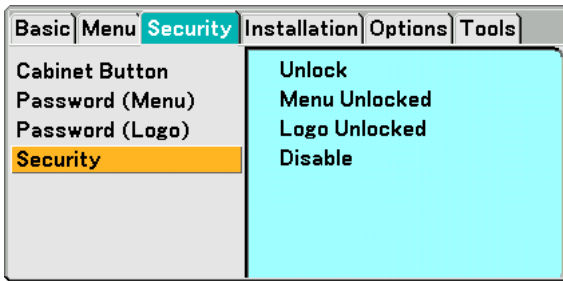 Basic Menu Security Installation Options Tools
Cabinet Button Unlock
Password (Menu) Menu Unlocked
Password (Logo) Logo Unlocked
Security Disable